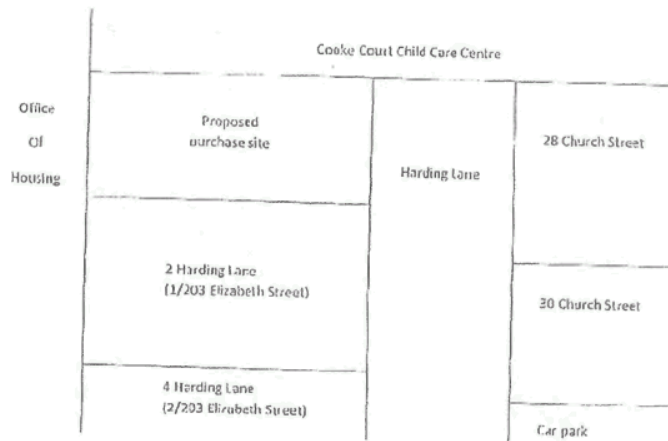 Cooke Court Child Care Centre
Office
Of
Housing
Proposed
purchase site
Harding Lane
28 Church Street
2 Harding Lane
(1/203 Elizabeth Street)
30 Church Street
4 Harding Lane
(2/203 Elizabeth Street)
Car park